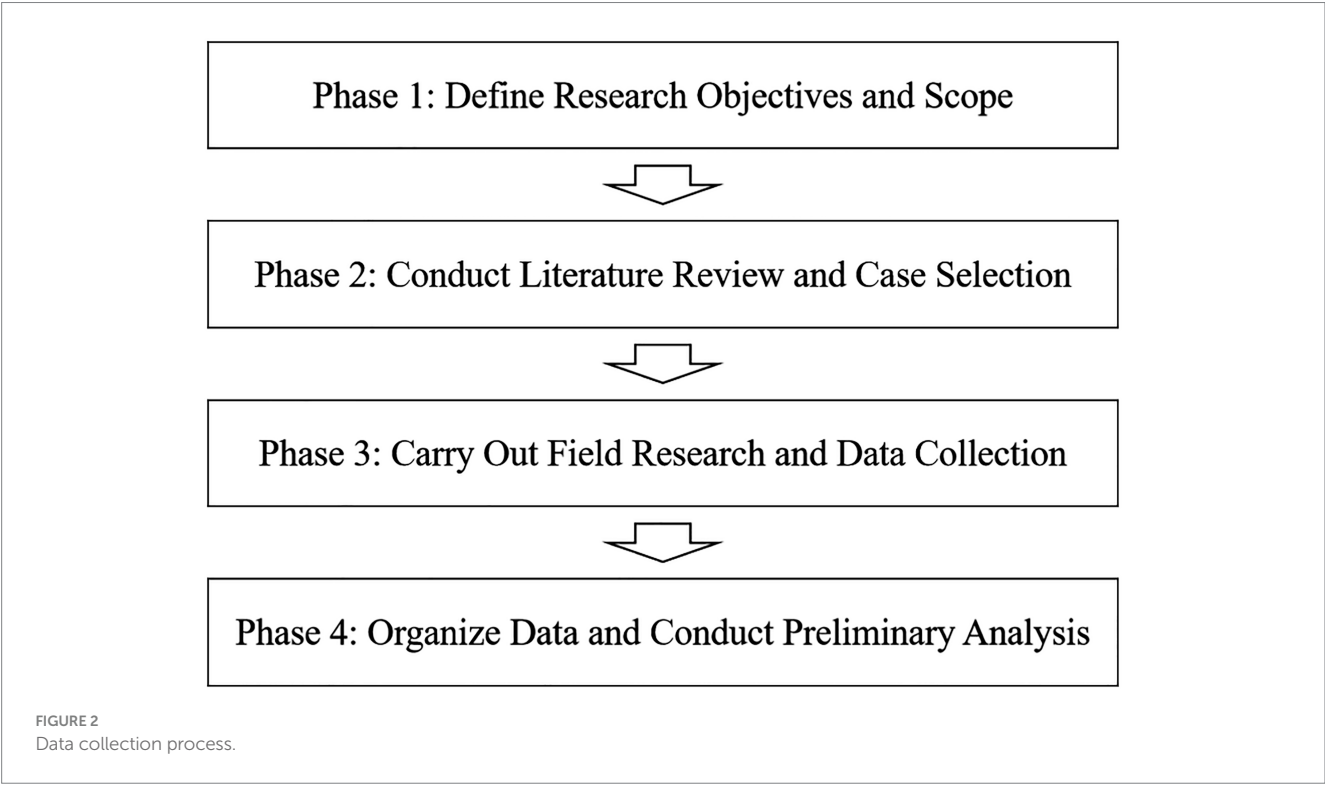 Phase 1: Define Research Objectives and Scope
Phase 2: Conduct Literature Review and Case Selection
Phase 3: Carry Out Field Research and Data Collection
Phase 4: Organize Data and Conduct Preliminary Analysis
FIGURE 2
Data collection process.